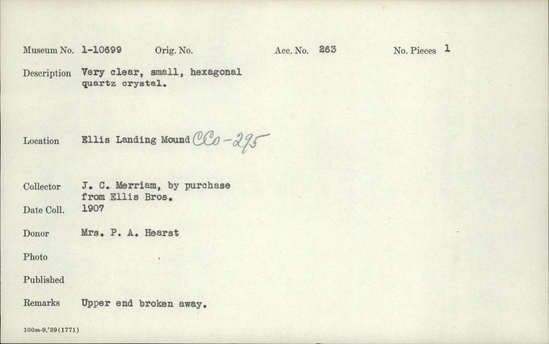 Museum No. 1-10699 Orig. No. Acc. No. 263 No. Pieces 1
Description Very clear, small, hexagonal
quartz crystal.
Location Ellis Landing Mound CCo-295
Collector J. C. Merriam, by purchase
from Ellis Bros.
Date Coll. 1907
Donor Mrs. P. A. Hearst
Photo
Published
Remarks Upper end broken away.
100m-9,'29(1771)